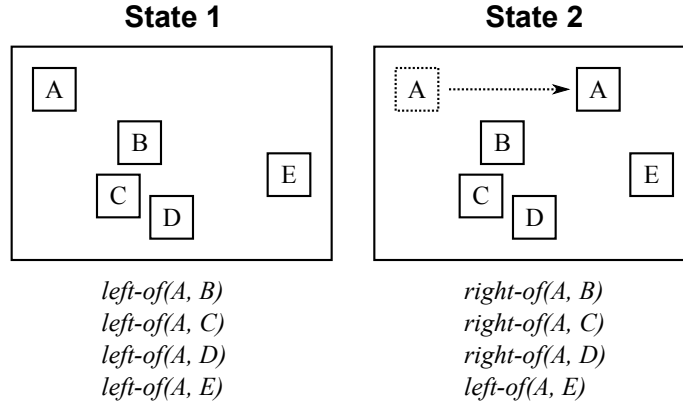 State 1
A
B
C
D
E
left-of(A, B)
left-of(A, C)
left-of(A, D)
left-of(A, E)
State 2
A A
B
C
D
E
right-of(A, B)
right-of(A, C)
right-of(A, D)
left-of(A, E)